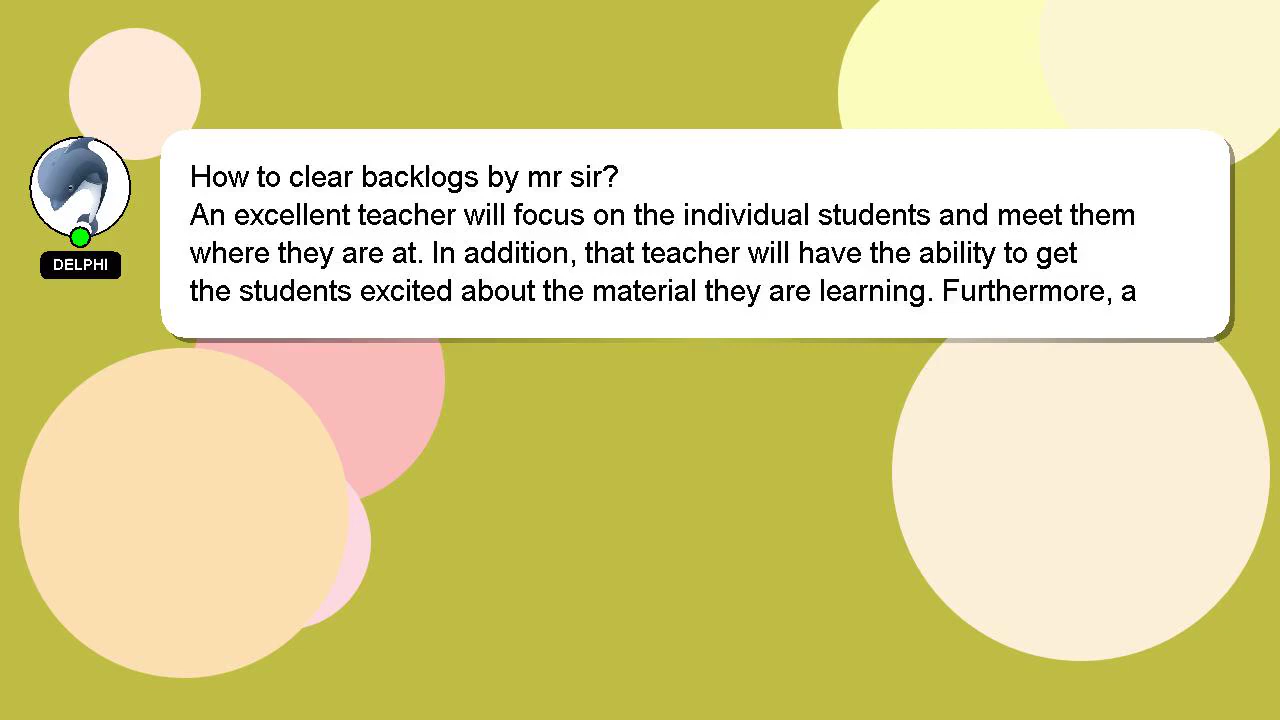 How to clear backlogs by mr sir?
An excellent teacher will focus on the individual students and meet them
where they are at. In addition, that teacher will have the ability to get
the students excited about the material they are learning. Furthermore, a
DELPHI